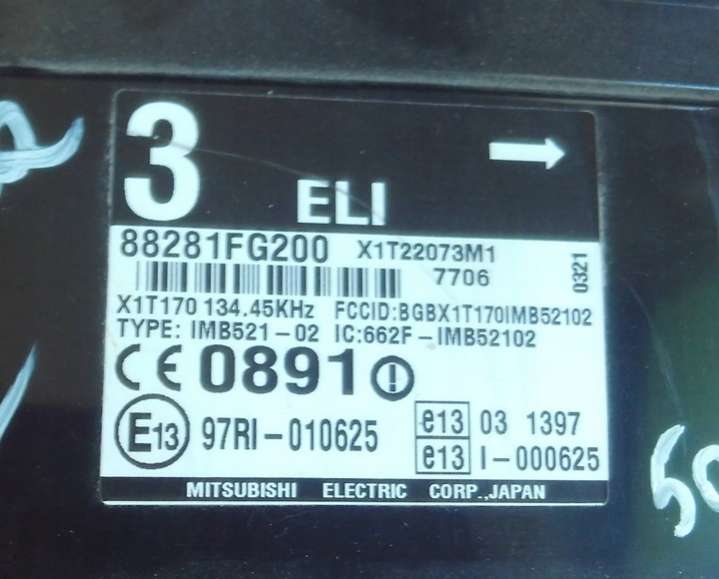 3
ELI
88281FG200 X1T22073M1
7706
0321
X1T170 134.45KHz FCCID:BGBX1T170IMB52102
TYPE: IMB521-02 IC:662F-IMB52102
CE 0891
E13 97RI-010625
e13 03 1397
e13 I-000625
MITSUBISHI ELECTRIC CORP.,JAPAN
50